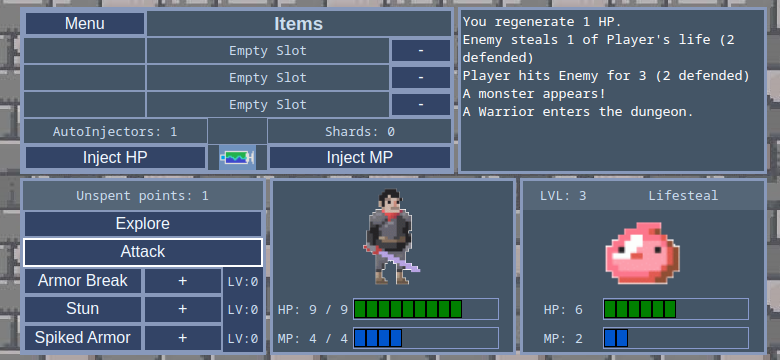 Menu
Items
Empty Slot
-
Empty Slot
-
Empty Slot
-
AutoInjectors: 1
Shards: 0
Inject HP
Inject MP
You regenerate 1 HP.
Enemy steals 1 of Player's life (2
defended)
Player hits Enemy for 3 (2 defended)
A monster appears!
A Warrior enters the dungeon.
Unspent points: 1
Explore
Attack
Armor Break
+
LV:0
Stun
+
LV:0
Spiked Armor
+
LV:0
HP: 9 / 9
MP: 4 / 4
LVL: 3
Lifesteal
HP: 6
MP: 2